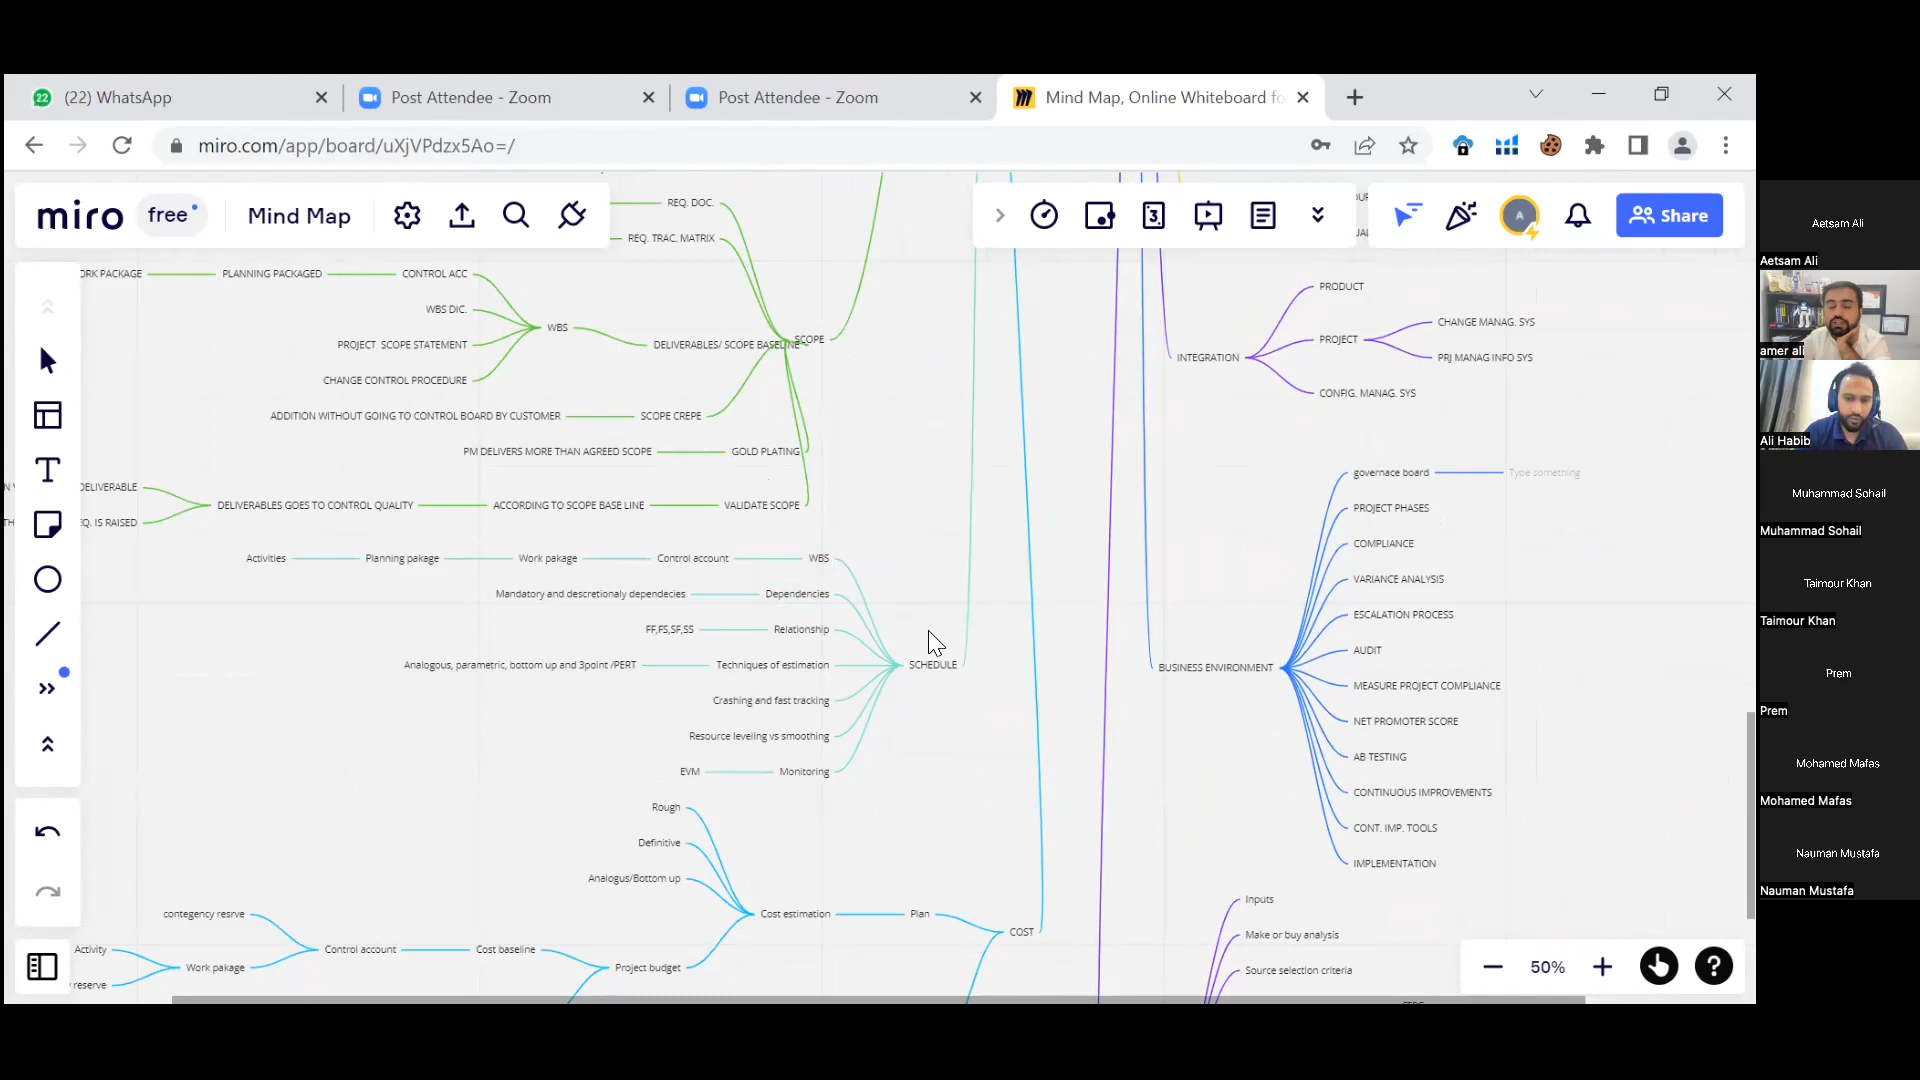 22
(22) WhatsApp
Post Attendee - Zoom
Post Attendee - Zoom
Mind Map, Online Whiteboard fo
miro.com/app/board/uXjVPdzx5Ao=/
miro
free
Mind Map
3
A
Share
REQ. DOC.
REQ. TRAC. MATRIX
ORK PACKAGE
PLANNING PACKAGED
CONTROL ACC
WBS DIC.
WBS
PROJECT SCOPE STATEMENT
DELIVERABLES/ SCOPE BASELINE
SCOPE
CHANGE CONTROL PROCEDURE
ADDITION WITHOUT GOING TO CONTROL BOARD BY CUSTOMER
SCOPE CREPE
PM DELIVERS MORE THAN AGREED SCOPE
GOLD PLATING
DELIVERABLE
DELIVERABLES GOES TO CONTROL QUALITY
ACCORDING TO SCOPE BASE LINE
VALIDATE SCOPE
EQ. IS RAISED
Activities
Planning pakage
Work pakage
Control account
WBS
Mandatory and descretionaly dependecies
Dependencies
FF,FS,SF,SS
Relationship
Analogous, parametric, bottom up and 3point /PERT
Techniques of estimation
SCHEDULE
Crashing and fast tracking
Resource leveling vs smoothing
EVM
Monitoring
Rough
Definitive
Analogus/Bottom up
Cost estimation
Plan
COST
contegency resrve
Activity
Work pakage
Control account
Cost baseline
Project budget
reserve
PRODUCT
PROJECT
CHANGE MANAG. SYS
INTEGRATION
PRJ MANAG INFO SYS
CONFIG. MANAG. SYS
governace board
Type something
PROJECT PHASES
COMPLIANCE
VARIANCE ANALYSIS
ESCALATION PROCESS
AUDIT
BUSINESS ENVIRONMENT
MEASURE PROJECT COMPLIANCE
NET PROMOTER SCORE
AB TESTING
CONTINUOUS IMPROVEMENTS
CONT. IMP. TOOLS
IMPLEMENTATION
Inputs
Make or buy analysis
Source selection criteria
50%
?
Aetsam Ali
Aetsam Ali
amer ali
Ali Habib
Muhammad Sohail
Muhammad Sohail
Taimour Khan
Taimour Khan
Prem
Prem
Mohamed Mafas
Mohamed Mafas
Nauman Mustafa
Nauman Mustafa